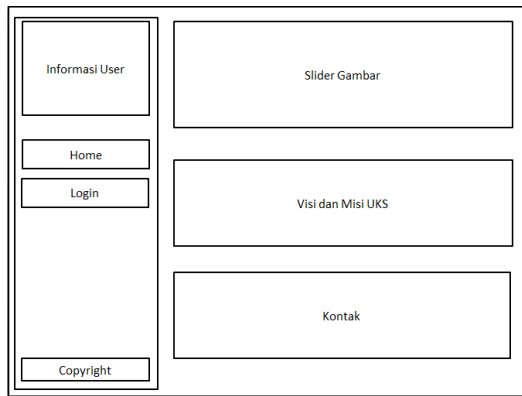 Informasi User
Home
Login
Copyright
Slider Gambar
Visi dan Misi UKS
Kontak